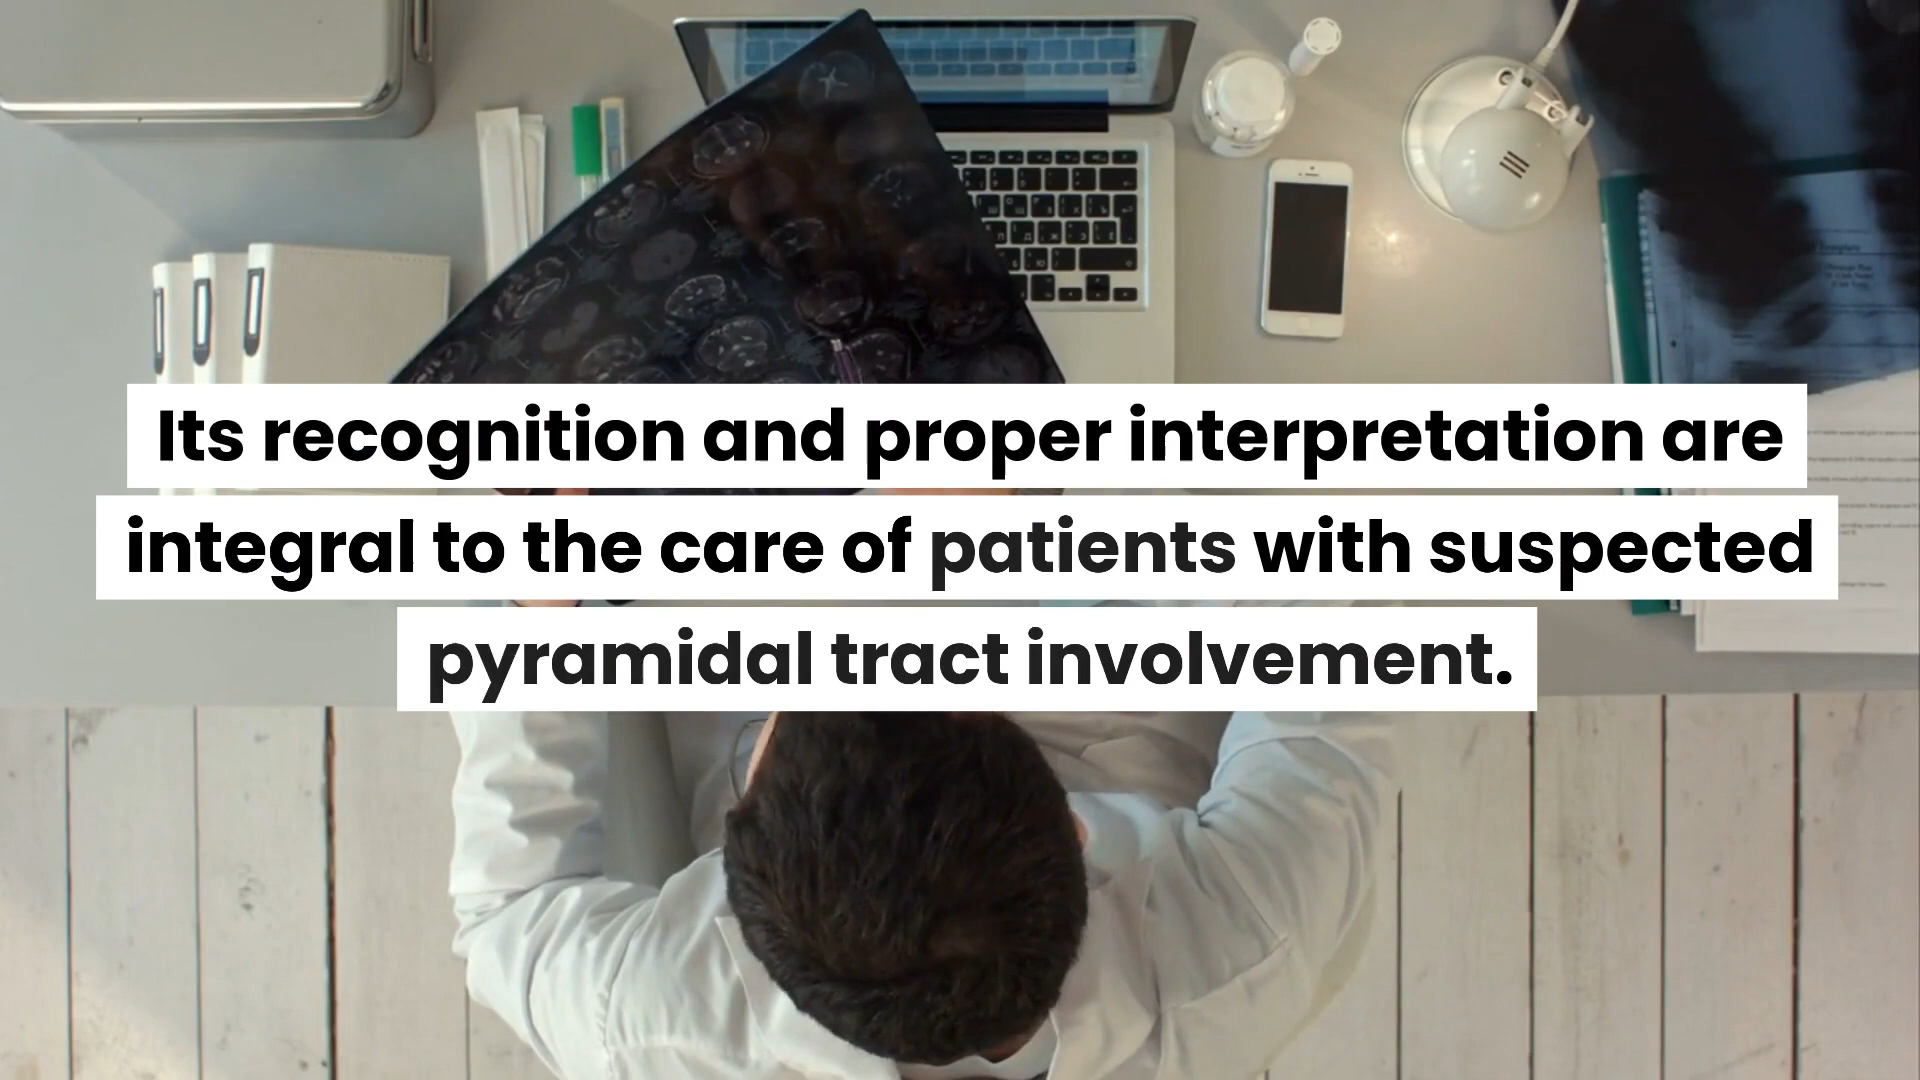 Its recognition and proper interpretation are
integral to the care of patients with suspected
pyramidal tract involvement.